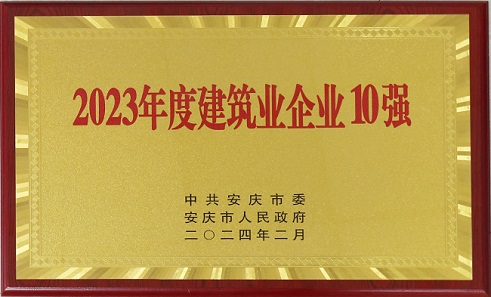 2023年度建筑业企业10强
中共安庆市委
安庆市人民政府
二〇二四年二月